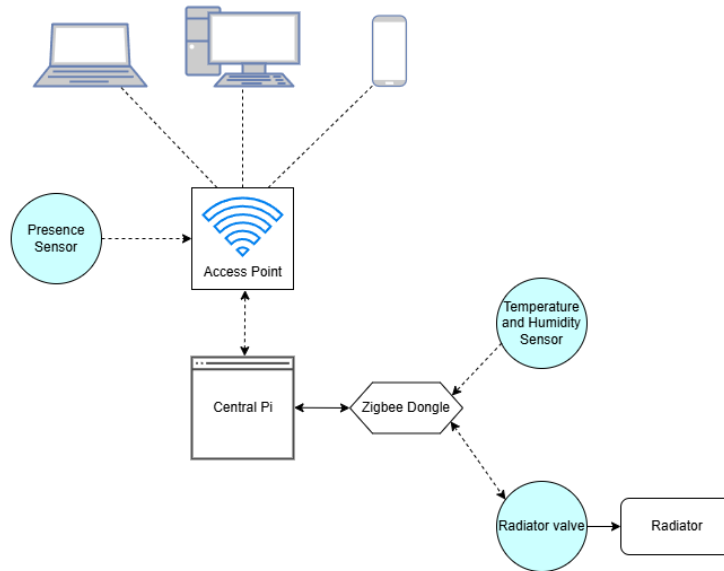 Presence
Sensor
Access Point
Temperature
and Humidity
Sensor
Central Pi
Zigbee Dongle
Radiator valve
Radiator